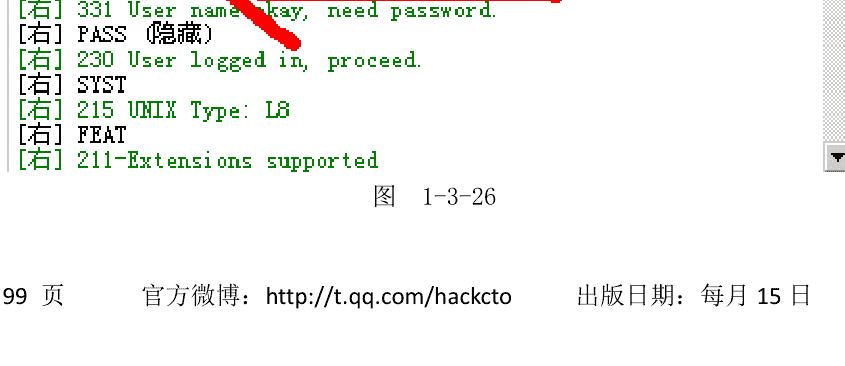 [右] 331 User name okay, need password.
[右] PASS (隐藏)
[右] 230 User logged in, proceed.
[右] SYST
[右] 215 UNIX Type: L8
[右] FEAT
[右] 211-Extensions supported
图 1-3-26
99 页 官方微博：http://t.qq.com/hackcto 出版日期：每月 15 日